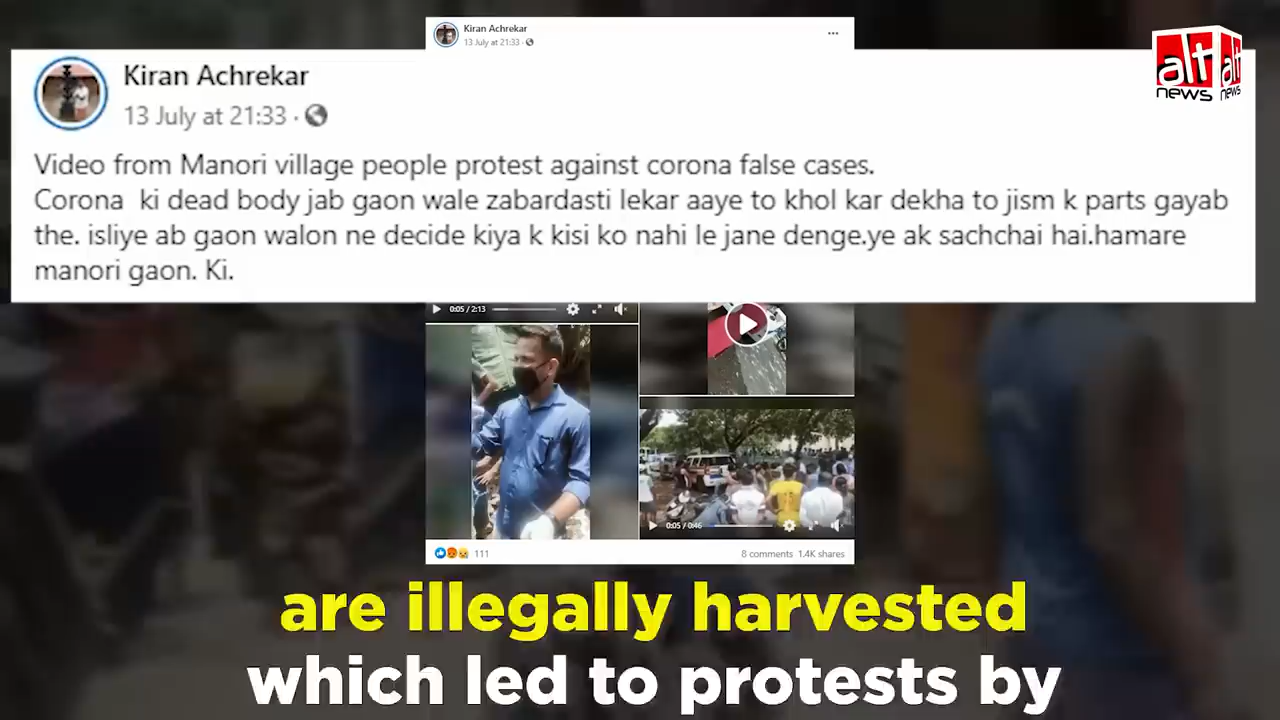 Kiran Achrekar
13 July at 21:33 ·
...
alt
news
alt
news
Kiran Achrekar
13 July at 21:33 ·
Video from Manori village people protest against corona false cases.
Corona ki dead body jab gaon wale zabardasti lekar aaye to khol kar dekha to jism k parts gayab
the. isliye ab gaon walon ne decide kiya k kisi ko nahi le jane denge.ye ak sachchai hai.hamare
manori gaon. Ki.
0:05 / 2:13
0:05 / 0:46
111
8 comments 1.4K shares
are illegally harvested
which led to protests by